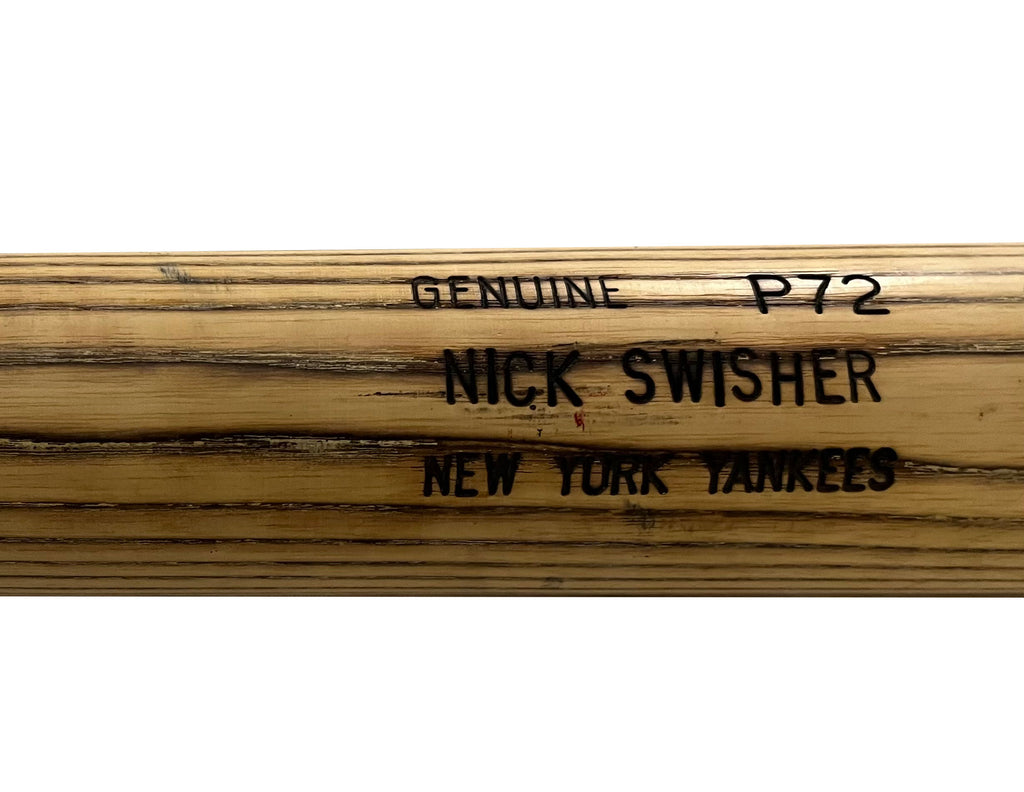 GENUINE P72
NICK SWISHER
NEW YORK YANKEES